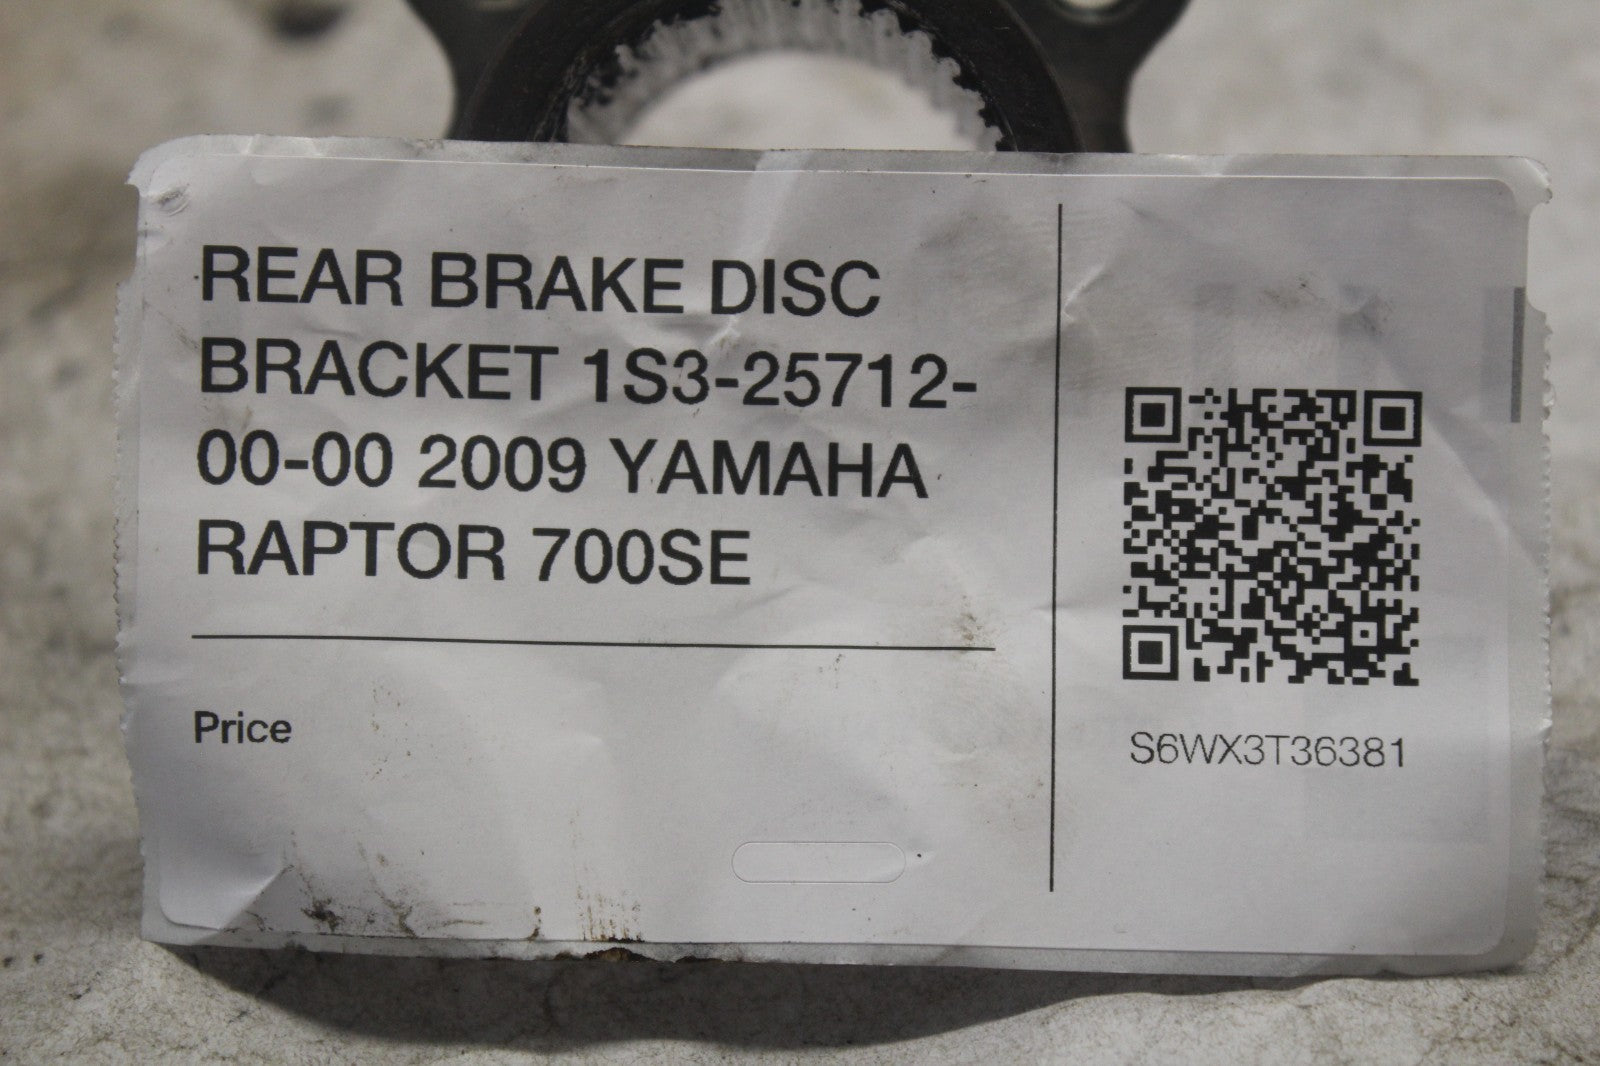 REAR BRAKE DISC
BRACKET 1S3-25712-
00-00 2009 YAMAHA
RAPTOR 700SE
Price
S6WX3T36381